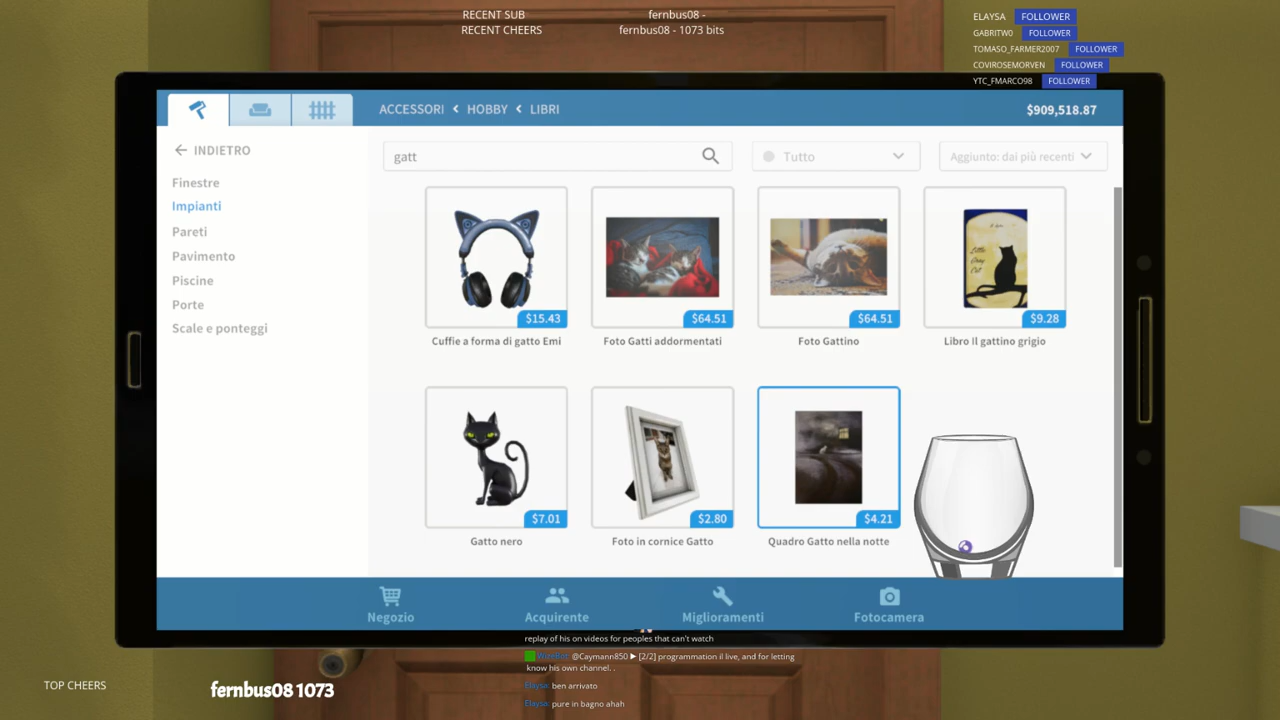 RECENT SUB
fernbus08 -
RECENT CHEERS
fernbus08 - 1073 bits
ELAYSA FOLLOWER
GABRITW0 FOLLOWER
TOMASO_FARMER2007 FOLLOWER
COVIROSEMORVEN FOLLOWER
YTC_FMARCO98 FOLLOWER
ACCESSORI < HOBBY < LIBRI
$909,518.87
INDIETRO
Finestre
Impianti
Pareti
Pavimento
Piscine
Porte
Scale e ponteggi
gatt
Tutto
Aggiunto: dai più recenti
$15.43
$64.51
$64.51
$9.28
Cuffie a forma di gatto Emi
Foto Gatti addormentati
Foto Gattino
Libro Il gattino grigio
$7.01
$2.80
$4.21
Gatto nero
Foto in cornice Gatto
Quadro Gatto nella notte
Negozio
Acquirente
Miglioramenti
Fotocamera
replay of his on videos for peoples that can't watch
@Caymann850 ► [2/2] programmation il live, and for letting
know his own channel. .
Elaysa: ben arrivato
Elaysa: pure in bagno ahah
TOP CHEERS
fernbus08 1073